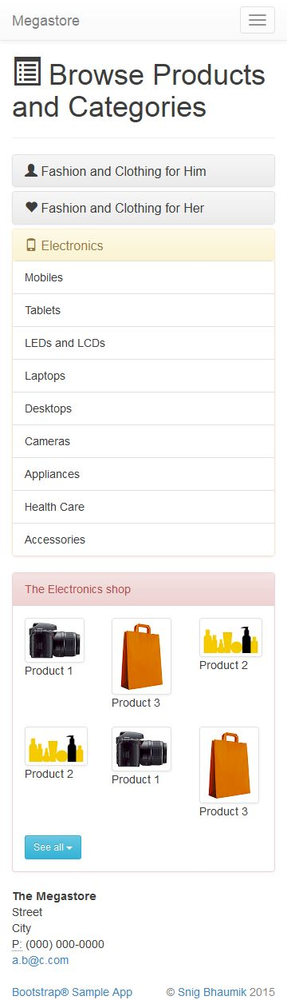 Megastore
Browse Products
and Categories
Fashion and Clothing for Him
Fashion and Clothing for Her
Electronics
Mobiles
Tablets
LEDs and LCDs
Laptops
Desktops
Cameras
Appliances
Health Care
Accessories
The Electronics shop
Product 1
Product 3
Product 2
Product 2
Product 1
Product 3
See all
The Megastore
Street
City
P: (000) 000-0000
a.b@c.com
Bootstrap® Sample App © Snig Bhaumik 2015